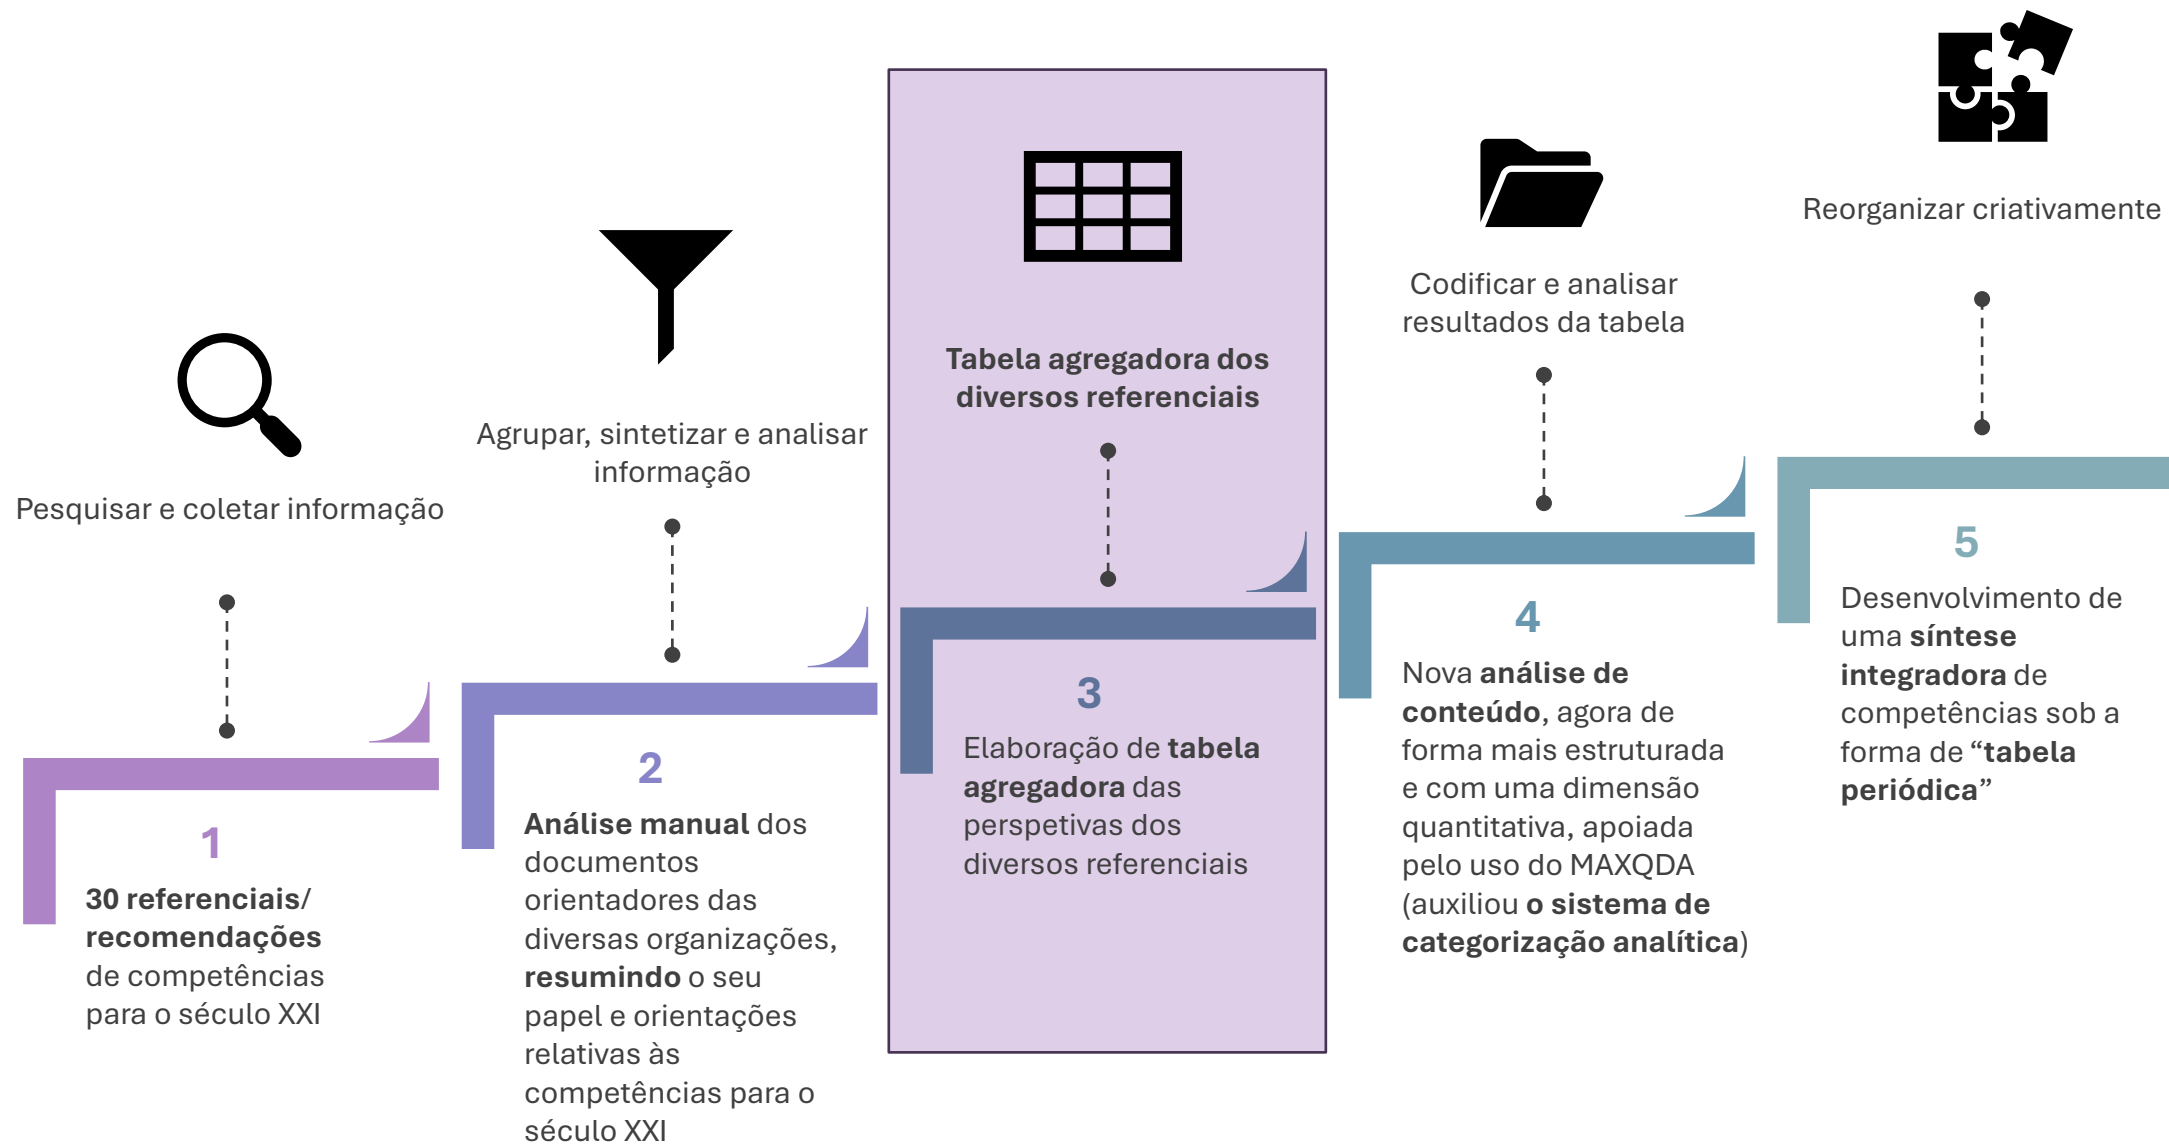 Pesquisar e coletar informação
1
30 referenciais/
recomendações
de competências
para o século XXI
Agrupar, sintetizar e analisar
informação
2
Análise manual dos
documentos
orientadores das
diversas organizações,
resumindo o seu
papel e orientações
relativas às
competências para o
século XXI
Tabela agregadora dos
diversos referenciais
3
Elaboração de tabela
agregadora das
perspetivas dos
diversos referenciais
Codificar e analisar
resultados da tabela
4
Nova análise de
conteúdo, agora de
forma mais estruturada
e com uma dimensão
quantitativa, apoiada
pelo uso do MAXQDA
(auxiliou o sistema de
categorização analítica)
Reorganizar criativamente
5
Desenvolvimento de
uma síntese
integradora de
competências sob a
forma de “tabela
periódica”